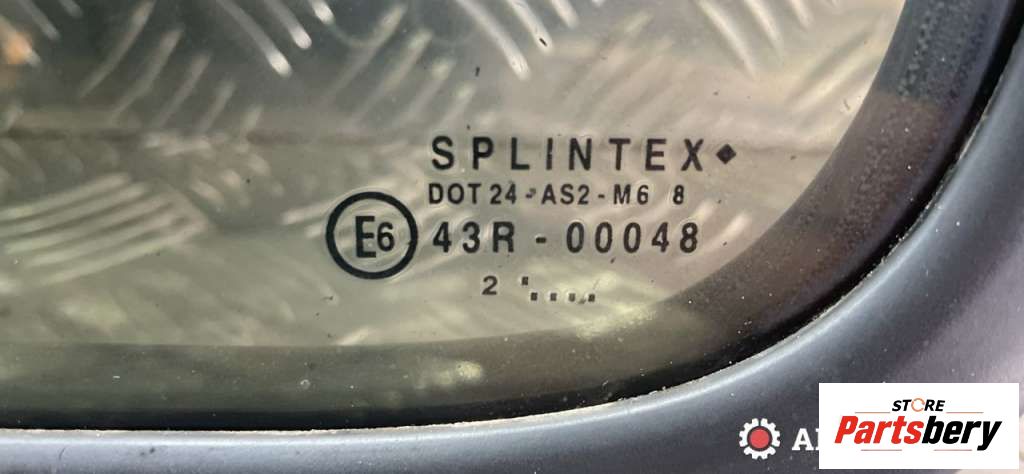 SPLINTEX
DOT 24-AS2-M6 8
E6 43R-00048
2
STORE
Partsbery